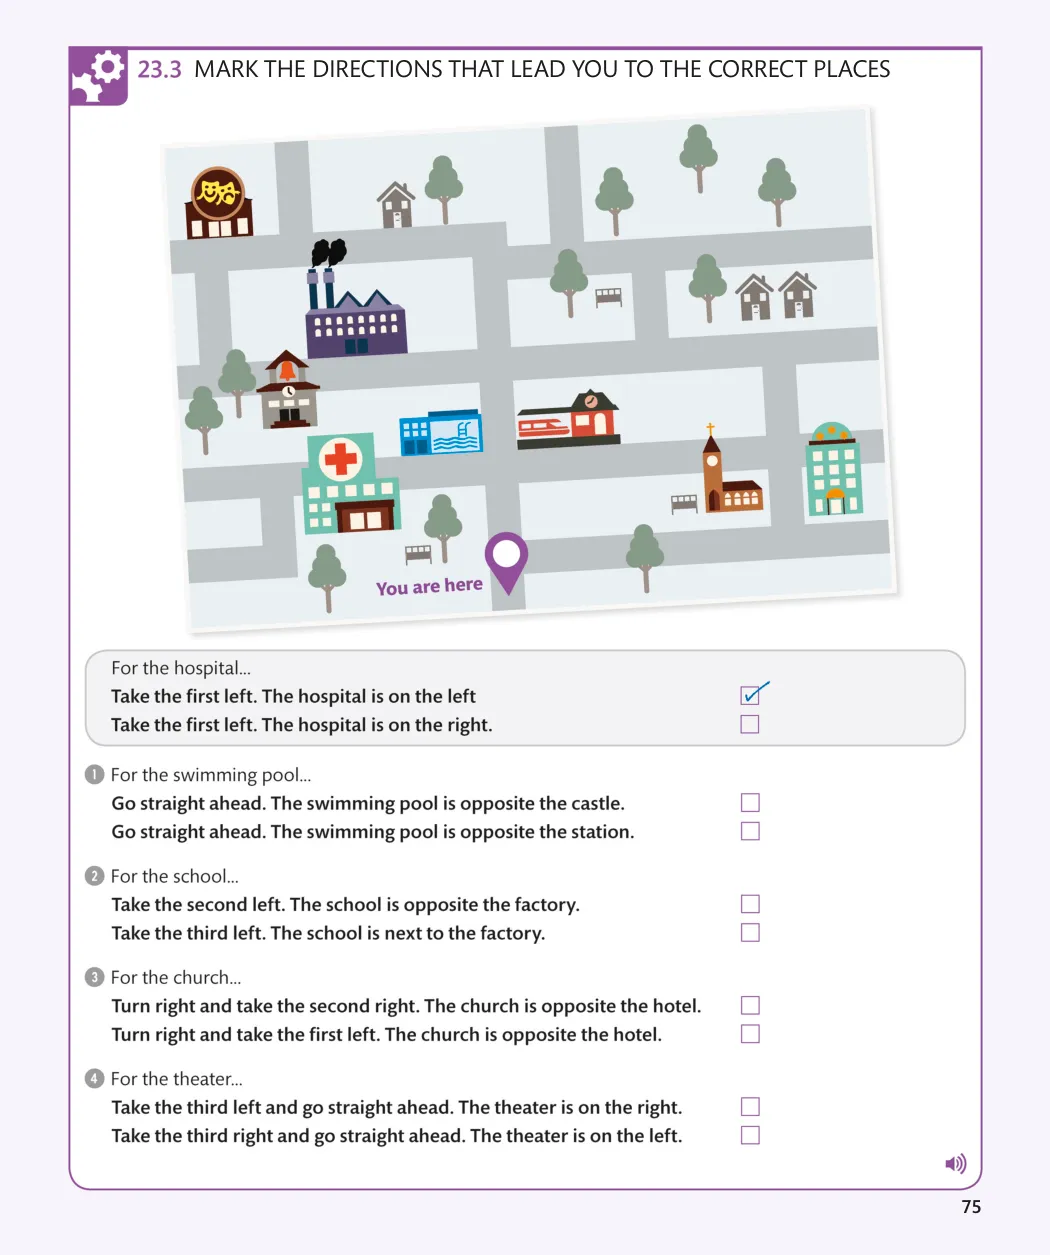 23.3 MARK THE DIRECTIONS THAT LEAD YOU TO THE CORRECT PLACES
You are here
For the hospital...
Take the first left. The hospital is on the left
Take the first left. The hospital is on the right.
1 For the swimming pool...
Go straight ahead. The swimming pool is opposite the castle.
Go straight ahead. The swimming pool is opposite the station.
2 For the school...
Take the second left. The school is opposite the factory.
Take the third left. The school is next to the factory.
3 For the church...
Turn right and take the second right. The church is opposite the hotel.
Turn right and take the first left. The church is opposite the hotel.
4 For the theater...
Take the third left and go straight ahead. The theater is on the right.
Take the third right and go straight ahead. The theater is on the left.
75